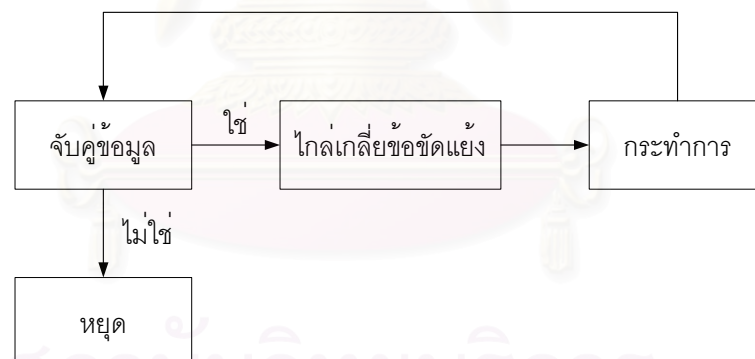 จับคู่ข้อมูล
ใช่
ไกล่เกลี่ยข้อขัดแย้ง
กระทำการ
ไม่ใช่
หยุด